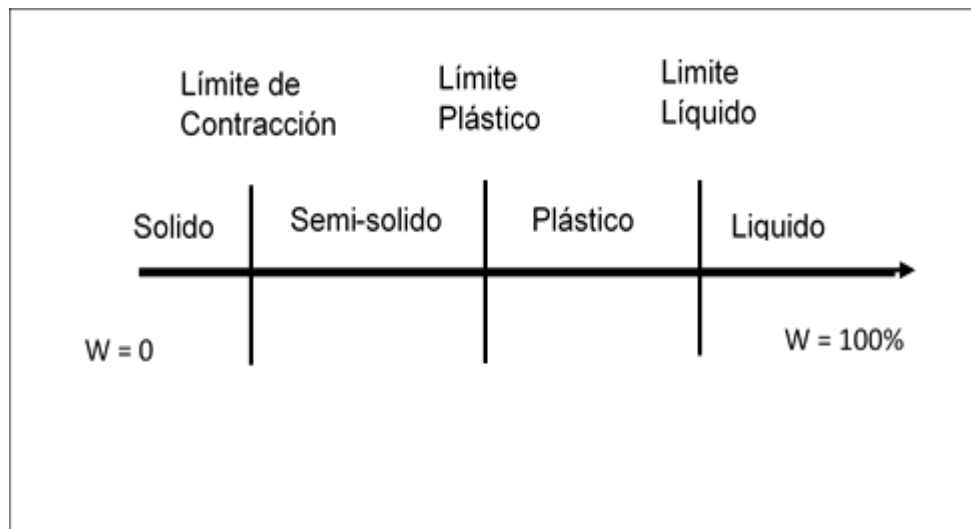 Límite de
Contracción
Límite
Plástico
Limite
Líquido
Solido
Semi-solido
Plástico
Liquido
W = 0
W = 100%